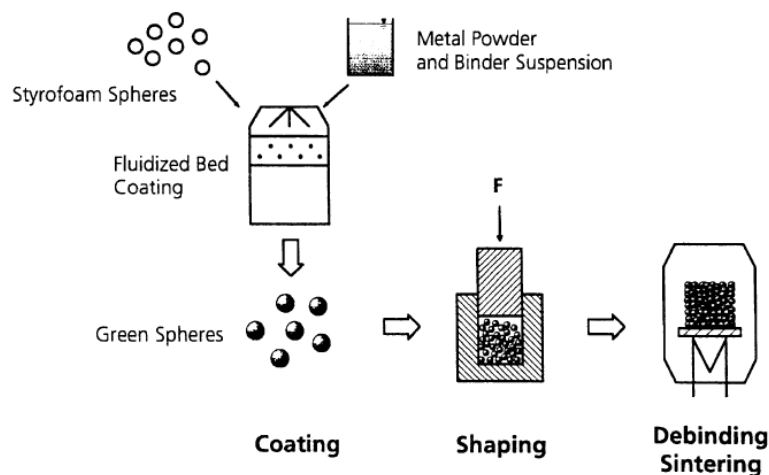 Styrofoam Spheres
Metal Powder
and Binder Suspension
Fluidized Bed
Coating
F
Green Spheres
Coating
Shaping
Debinding
Sintering